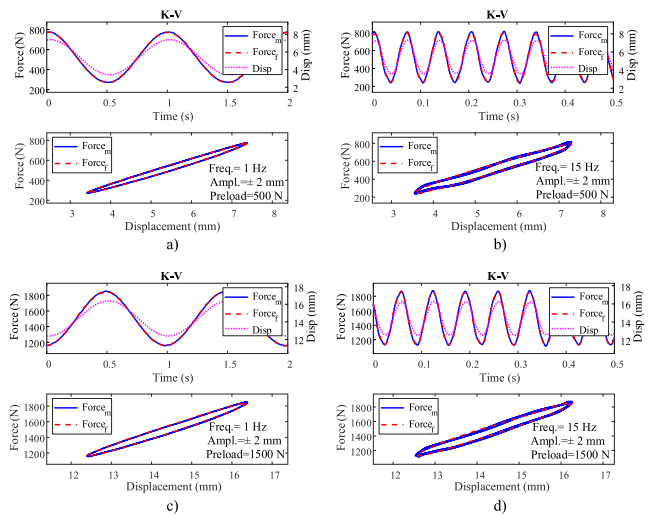 K-V
800
600
400
200
Force (N)
0
0.5
1
1.5
2
Time (s)
8
6
4
2
Disp (mm)
Force_m
Force_f
Disp
800
600
400
200
Force (N)
Force_m
Force_f
Freq.= 1 Hz
Ampl.=± 2 mm
Preload=500 N
3
4
5
6
7
8
Displacement (mm)
a)
K-V
800
600
400
200
Force (N)
0
0.1
0.2
0.3
0.4
0.5
Time (s)
8
6
4
2
Disp (mm)
Force_m
Force_f
Disp
800
600
400
200
Force (N)
Force_m
Force_f
Freq.= 15 Hz
Ampl.=± 2 mm
Preload=500 N
3
4
5
6
7
8
Displacement (mm)
b)
K-V
1800
1600
1400
1200
Force (N)
0
0.5
1
1.5
2
Time (s)
18
16
14
12
Disp (mm)
Force_m
Force_f
Disp
1800
1600
1400
1200
Force (N)
Force_m
Force_f
Freq.= 1 Hz
Ampl.=± 2 mm
Preload=1500 N
12
13
14
15
16
17
Displacement (mm)
c)
K-V
1800
1600
1400
1200
Force (N)
0
0.1
0.2
0.3
0.4
0.5
Time (s)
18
16
14
12
Disp (mm)
Force_m
Force_f
Disp
1800
1600
1400
1200
Force (N)
Force_m
Force_f
Freq.= 15 Hz
Ampl.=± 2 mm
Preload=1500 N
12
13
14
15
16
17
Displacement (mm)
d)